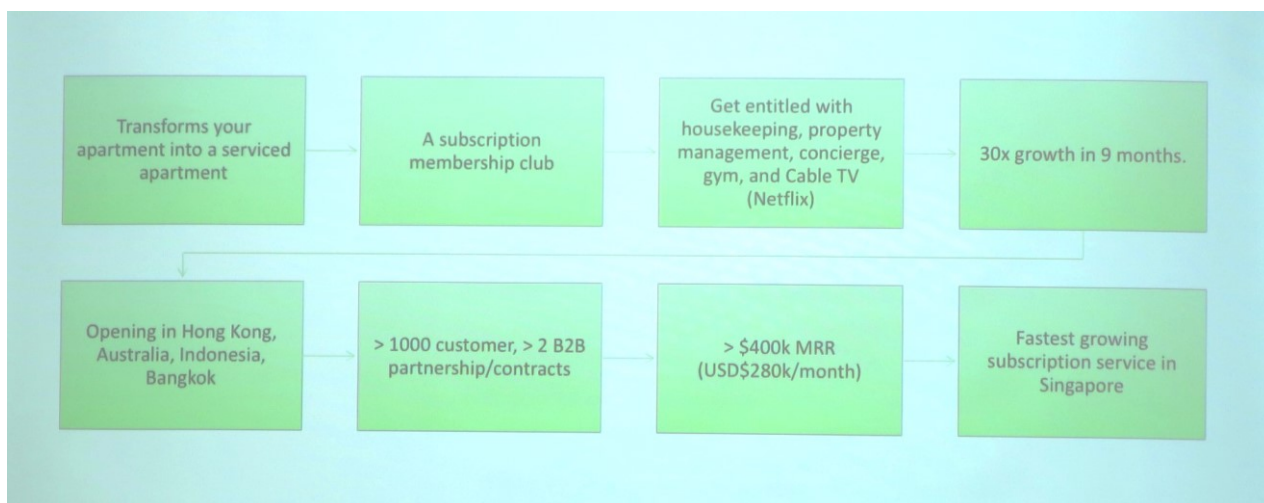 Transforms your
apartment into a serviced
apartment
A subscription
membership club
Get entitled with
housekeeping, property
management, concierge,
gym, and Cable TV
(Netflix)
30x growth in 9 months.
Opening in Hong Kong,
Australia, Indonesia,
Bangkok
> 1000 customer, > 2 B2B
partnership/contracts
> $400k MRR
(USD$280k/month)
Fastest growing
subscription service in
Singapore